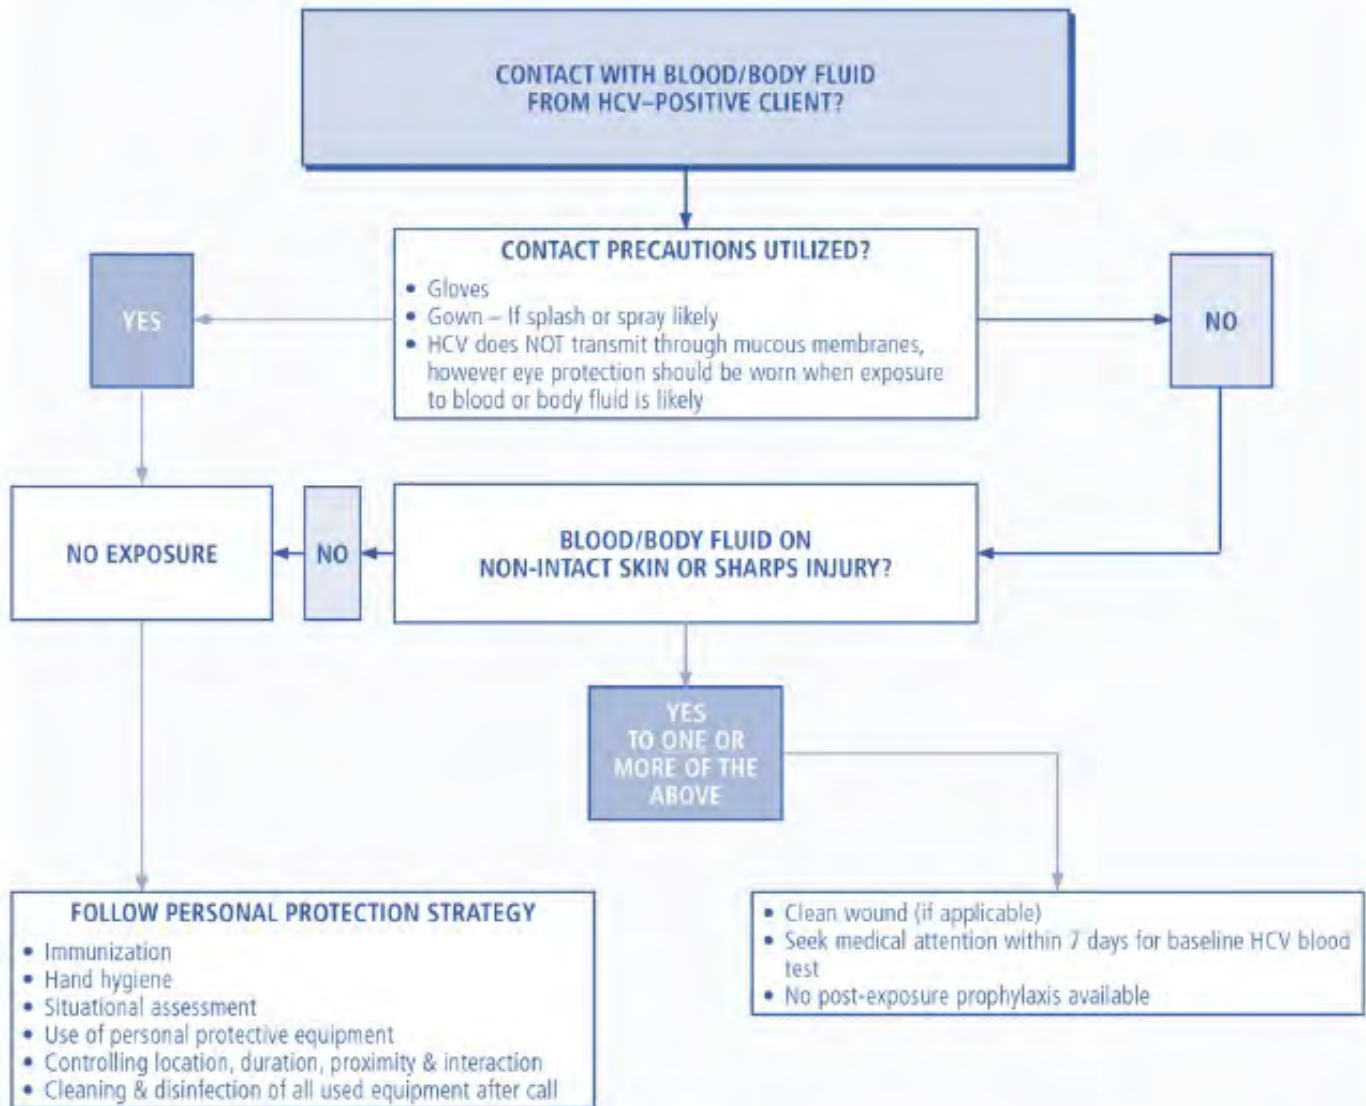 CONTACT WITH BLOOD/BODY FLUID
FROM HCV–POSITIVE CLIENT?
CONTACT PRECAUTIONS UTILIZED?
• Gloves
• Gown – If splash or spray likely
• HCV does NOT transmit through mucous membranes,
however eye protection should be worn when exposure
to blood or body fluid is likely
YES
NO
NO EXPOSURE
NO
BLOOD/BODY FLUID ON
NON-INTACT SKIN OR SHARPS INJURY?
YES
TO ONE OR
MORE OF THE
ABOVE
FOLLOW PERSONAL PROTECTION STRATEGY
• Immunization
• Hand hygiene
• Situational assessment
• Use of personal protective equipment
• Controlling location, duration, proximity & interaction
• Cleaning & disinfection of all used equipment after call
• Clean wound (if applicable)
• Seek medical attention within 7 days for baseline HCV blood
test
• No post-exposure prophylaxis available